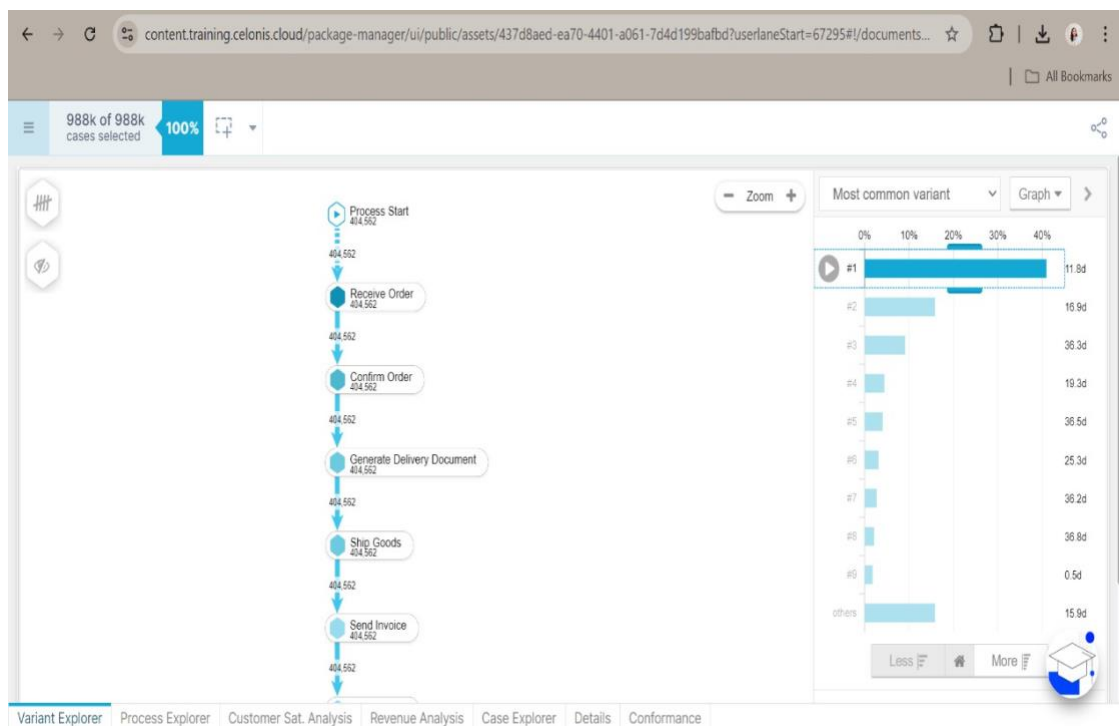 content.training.celonis.cloud/package-manager/ui/public/assets/437d8aed-ea70-4401-a061-7d4d199bafbd?userlaneStart=67295#!/documents...
All Bookmarks
988k of 988k
cases selected
100%
Process Start
404,562
404,562
Receive Order
404,562
404,562
Confirm Order
404,562
404,562
Generate Delivery Document
404,562
404,562
Ship Goods
404,562
404,562
Send Invoice
404,562
404,562
− Zoom +
Most common variant
Graph
0% 10% 20% 30% 40%
#1 11.8d
#2 16.9d
#3 36.3d
#4 19.3d
#5 36.5d
#6 25.3d
#7 36.2d
#8 36.8d
#9 0.5d
others 15.9d
Less More
Variant Explorer Process Explorer Customer Sat. Analysis Revenue Analysis Case Explorer Details Conformance